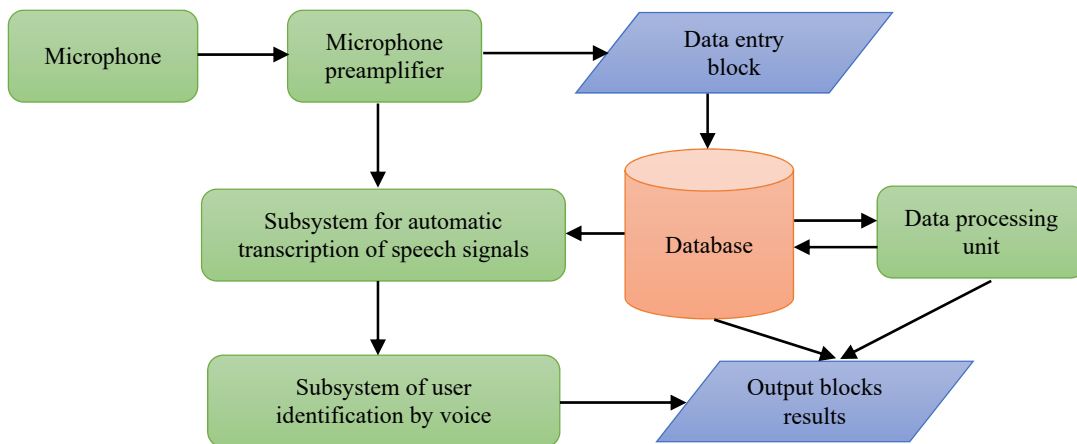 Microphone
Microphone
preamplifier
Data entry
block
Subsystem for automatic
transcription of speech signals
Database
Data processing
unit
Subsystem of user
identification by voice
Output blocks
results